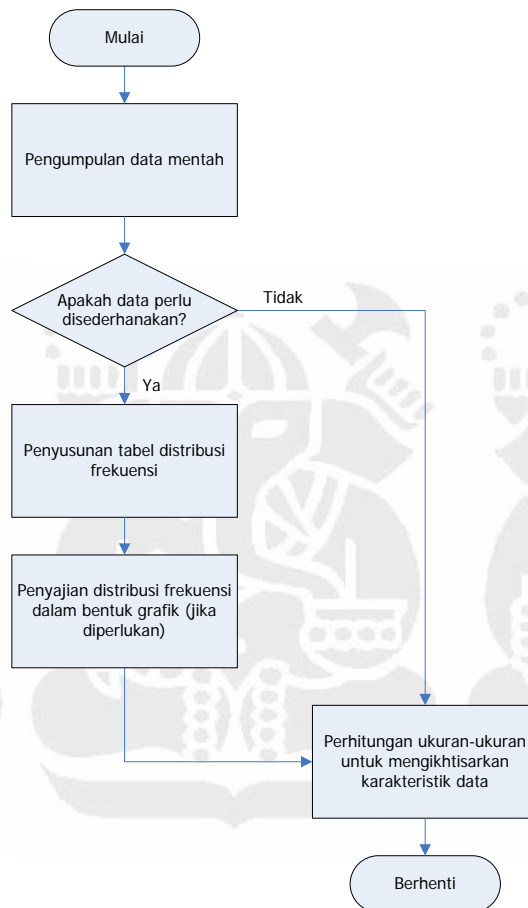 Mulai
Pengumpulan data mentah
Apakah data perlu
disederhanakan?
Tidak
Ya
Penyusunan tabel distribusi
frekuensi
Penyajian distribusi frekuensi
dalam bentuk grafik (jika
diperlukan)
Perhitungan ukuran-ukuran
untuk mengikhtisarkan
karakteristik data
Berhenti